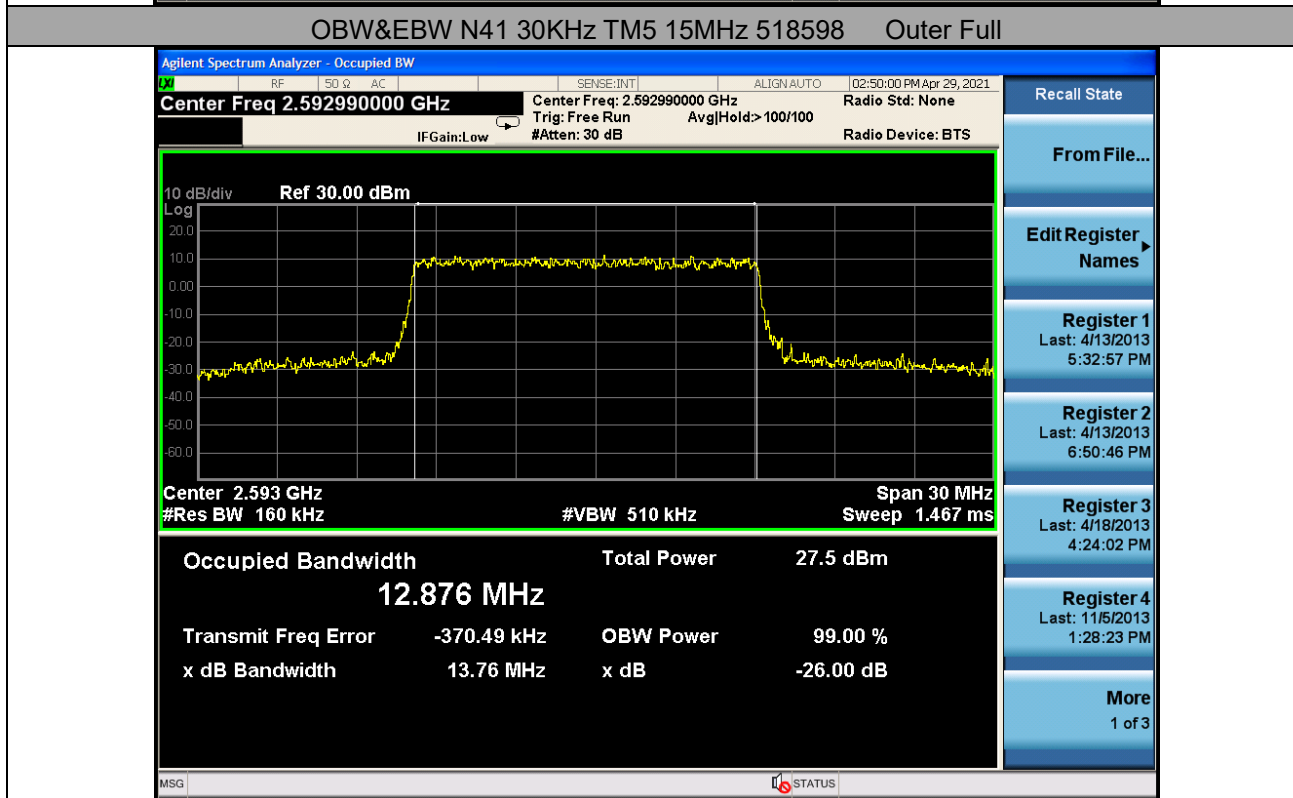 OBW&EBW N41 30KHz TM5 15MHz 518598 Outer Full
Agilent Spectrum Analyzer - Occupied BW
LXI RF 50 Ω AC SENSE:INT ALIGN AUTO 02:50:00 PM Apr 29, 2021
Center Freq 2.592990000 GHz
Center Freq: 2.592990000 GHz Radio Std: None
Trig: Free Run Avg|Hold:> 100/100
IFGain:Low #Atten: 30 dB Radio Device: BTS
10 dB/div Ref 30.00 dBm
Log
20.0
10.0
0.00
-10.0
-20.0
-30.0
-40.0
-50.0
-60.0
Center 2.593 GHz Span 30 MHz
#Res BW 160 kHz #VBW 510 kHz Sweep 1.467 ms
Occupied Bandwidth Total Power 27.5 dBm
12.876 MHz
Transmit Freq Error -370.49 kHz OBW Power 99.00 %
x dB Bandwidth 13.76 MHz x dB -26.00 dB
Recall State
From File...
Edit Register
Names
Register 1
Last: 4/13/2013
5:32:57 PM
Register 2
Last: 4/13/2013
6:50:46 PM
Register 3
Last: 4/18/2013
4:24:02 PM
Register 4
Last: 11/5/2013
1:28:23 PM
More
1 of 3
MSG STATUS